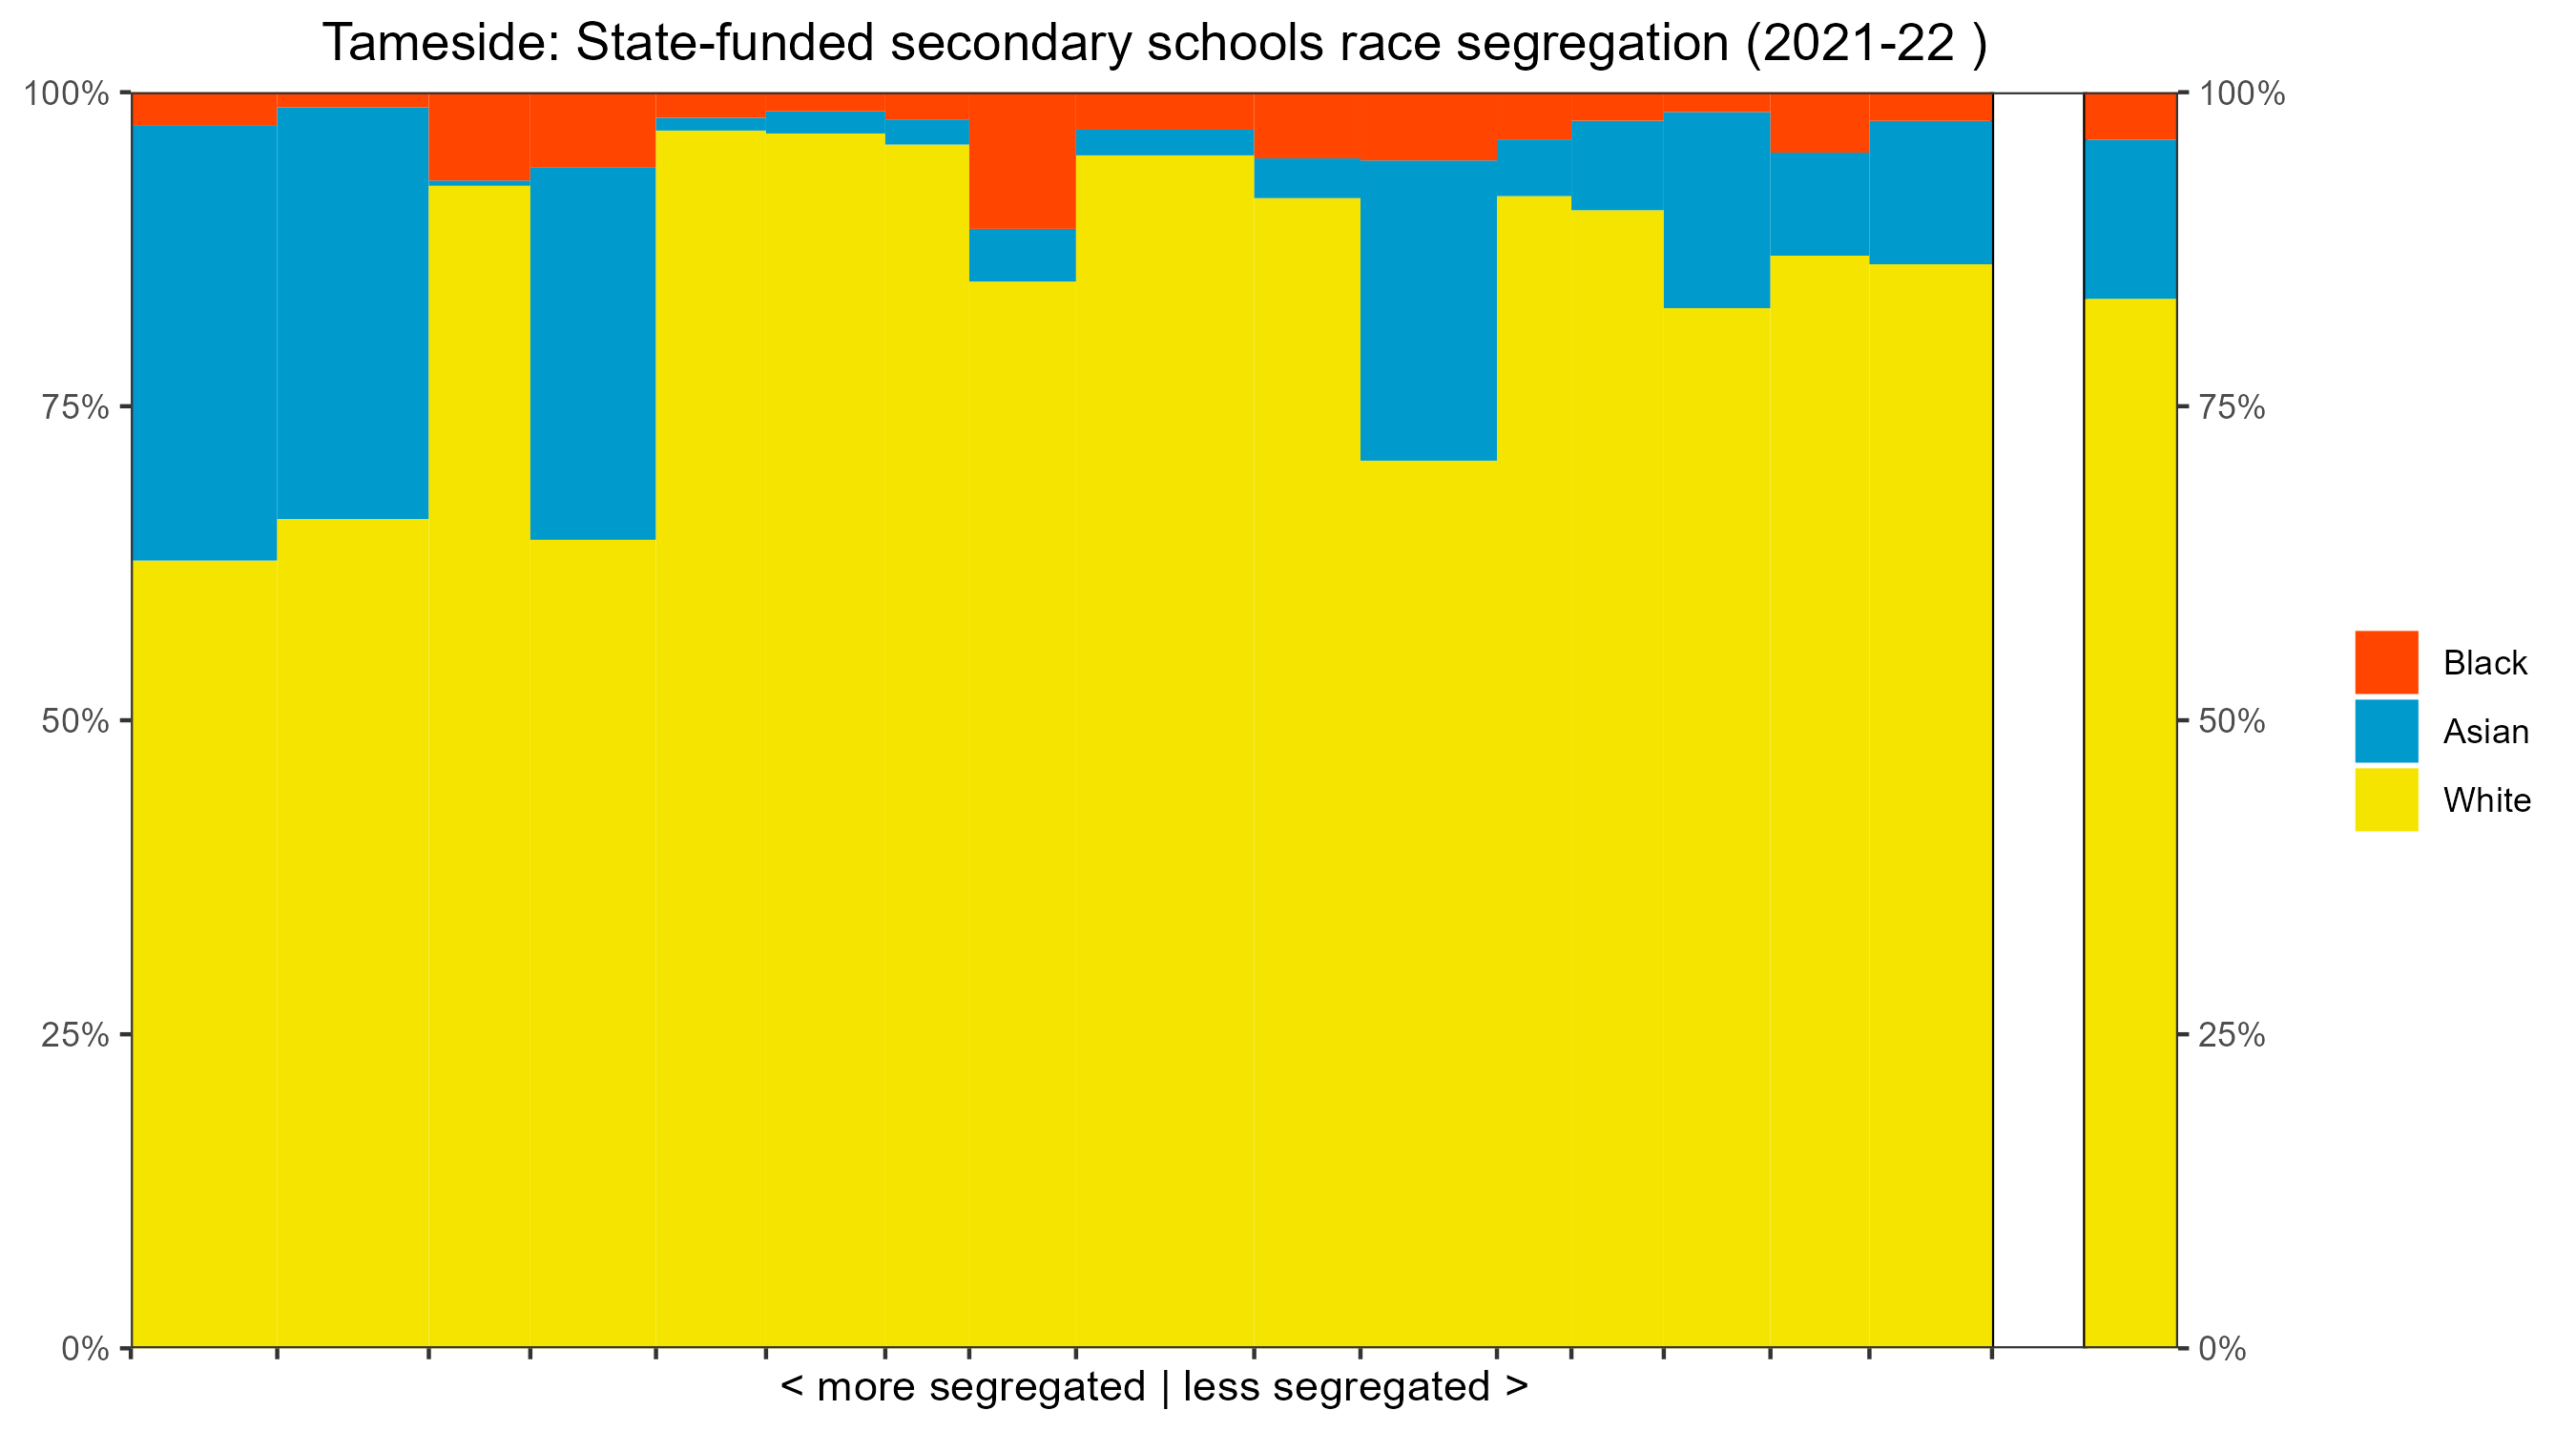 Tameside: State-funded secondary schools race segregation (2021-22 )
100%
75%
50%
25%
0%
100%
75%
50%
25%
0%
Black
Asian
White
< more segregated | less segregated >